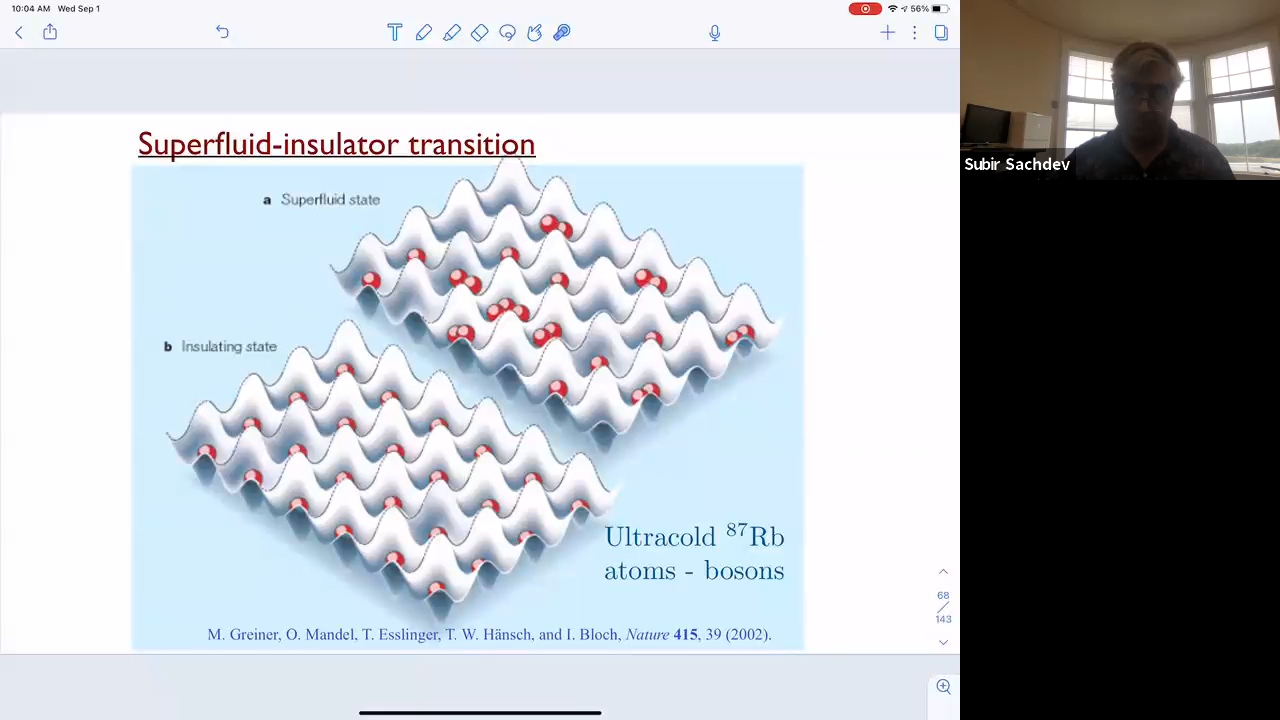 10:04 AM Wed Sep 1
56%
Superfluid-insulator transition
a Superfluid state
b Insulating state
Ultracold ⁸⁷Rb
atoms - bosons
M. Greiner, O. Mandel, T. Esslinger, T. W. Hänsch, and I. Bloch, Nature 415, 39 (2002).
68
143
Subir Sachdev